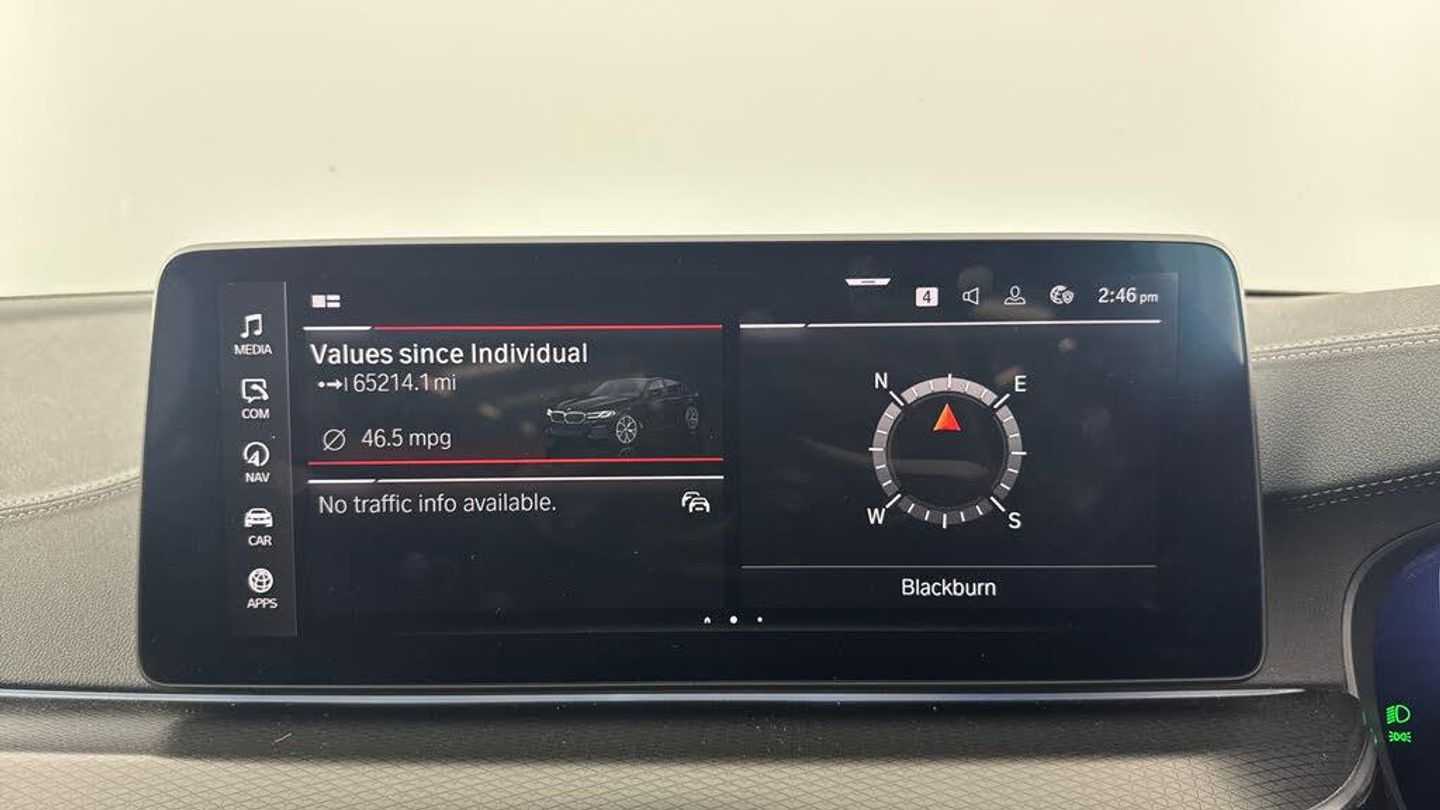 4
2:46 pm
MEDIA
COM
NAV
CAR
APPS
Values since Individual
65214.1 mi
46.5 mpg
No traffic info available.
N
E
W
S
Blackburn